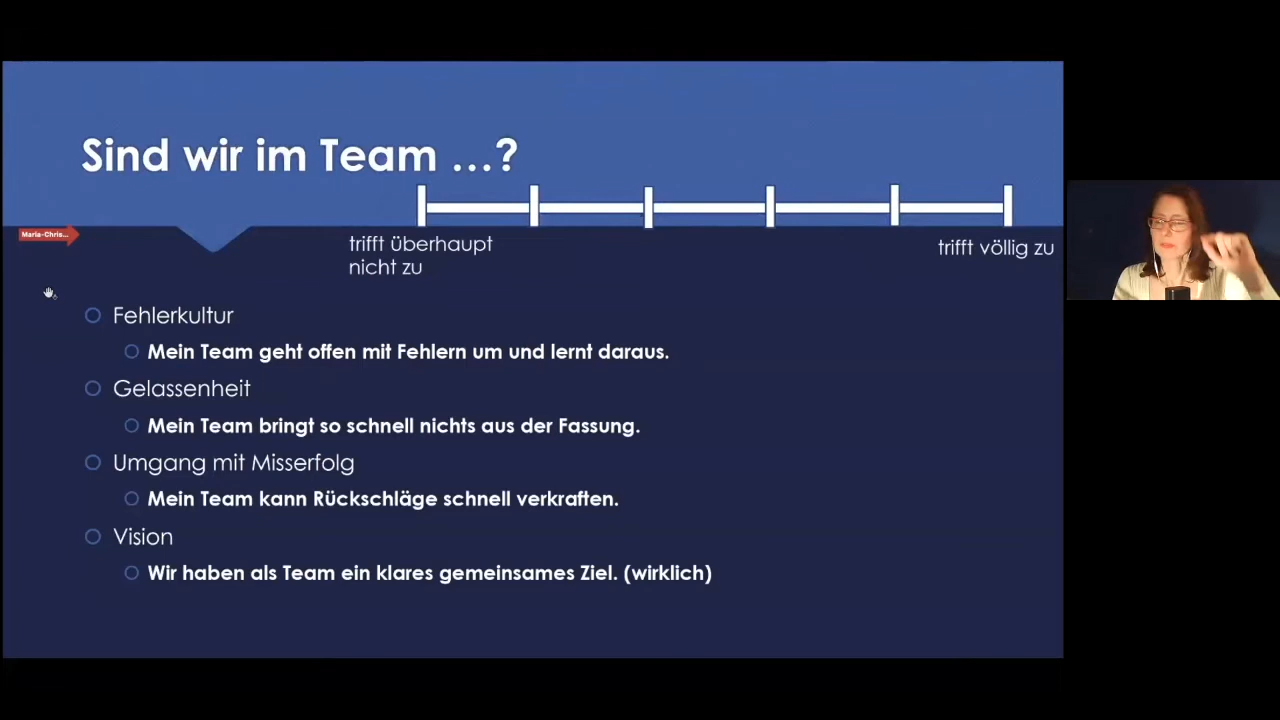 Sind wir im Team ...?
Marie-Chris...
trifft überhaupt
nicht zu
trifft völlig zu
Fehlerkultur
Mein Team geht offen mit Fehlern um und lernt daraus.
Gelassenheit
Mein Team bringt so schnell nichts aus der Fassung.
Umgang mit Misserfolg
Mein Team kann Rückschläge schnell verkraften.
Vision
Wir haben als Team ein klares gemeinsames Ziel. (wirklich)